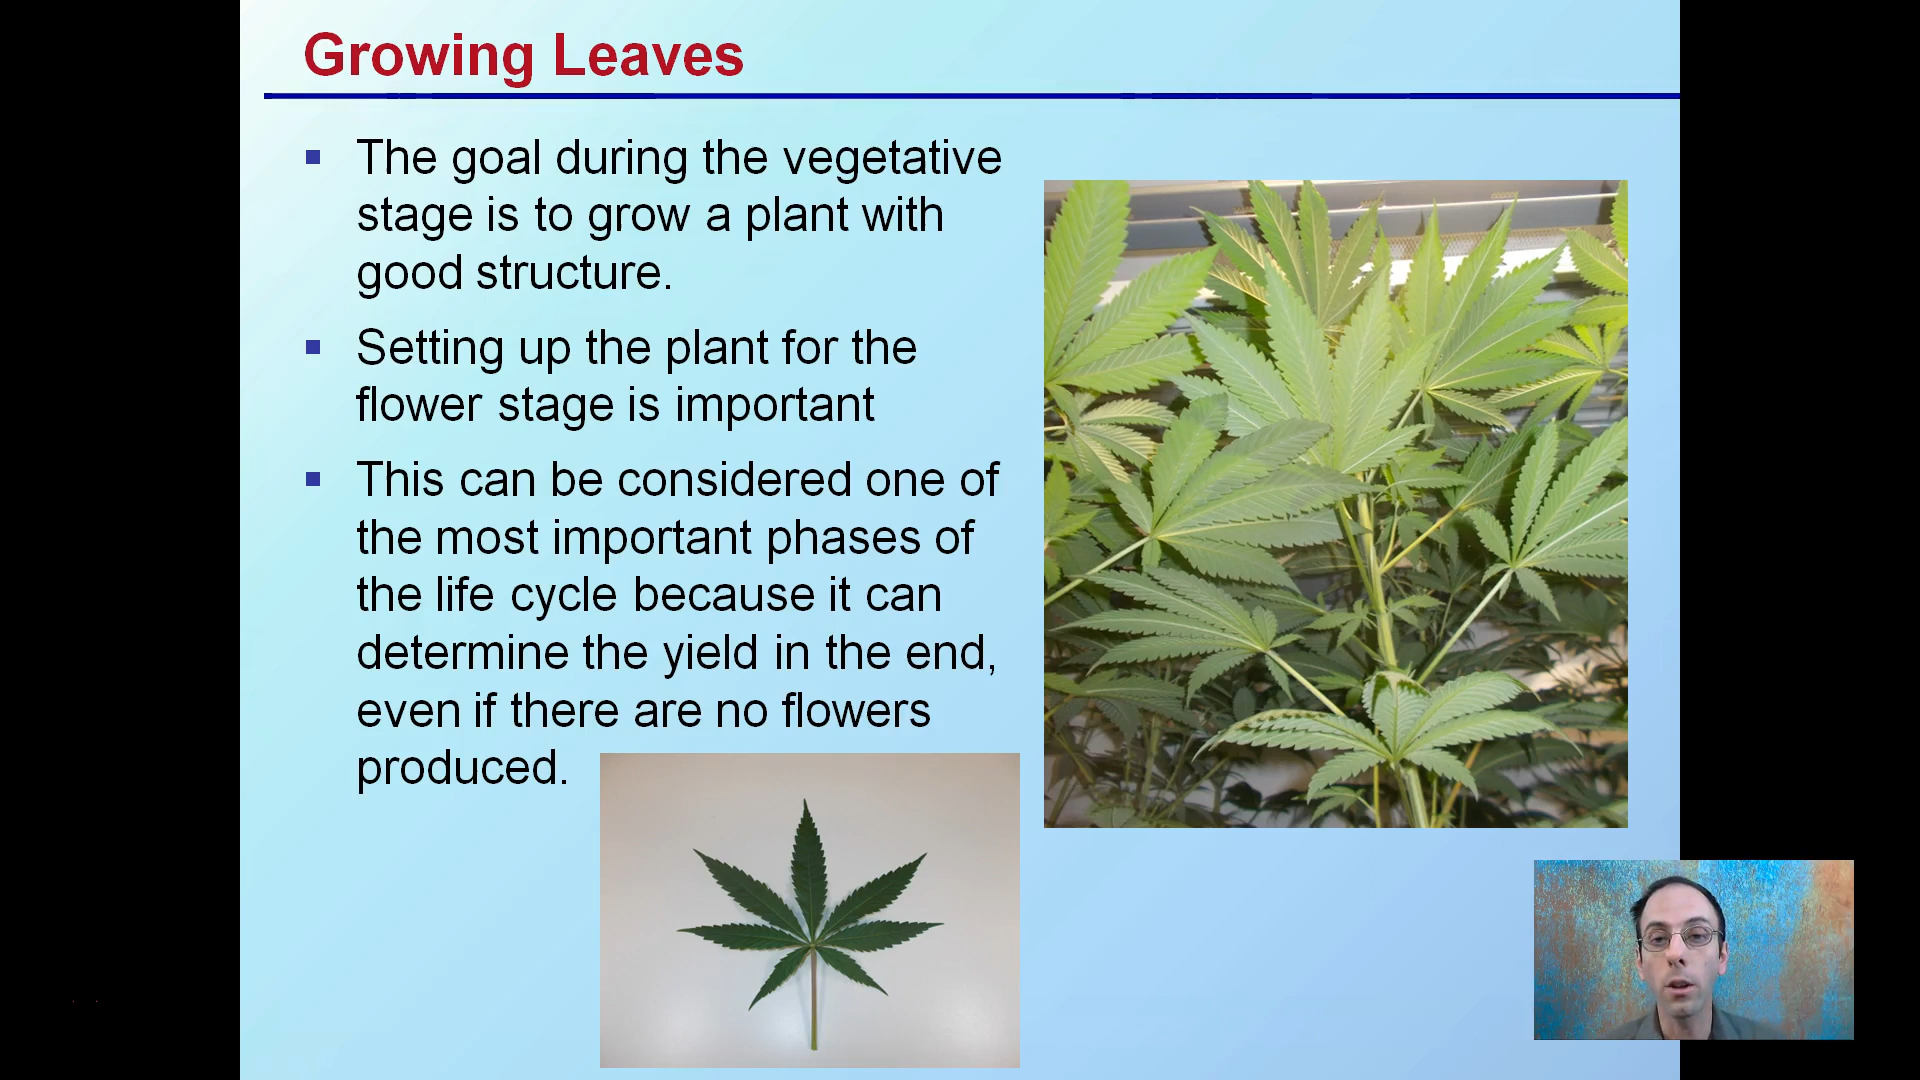 Growing Leaves
The goal during the vegetative
stage is to grow a plant with
good structure.
Setting up the plant for the
flower stage is important
This can be considered one of
the most important phases of
the life cycle because it can
determine the yield in the end,
even if there are no flowers
produced.